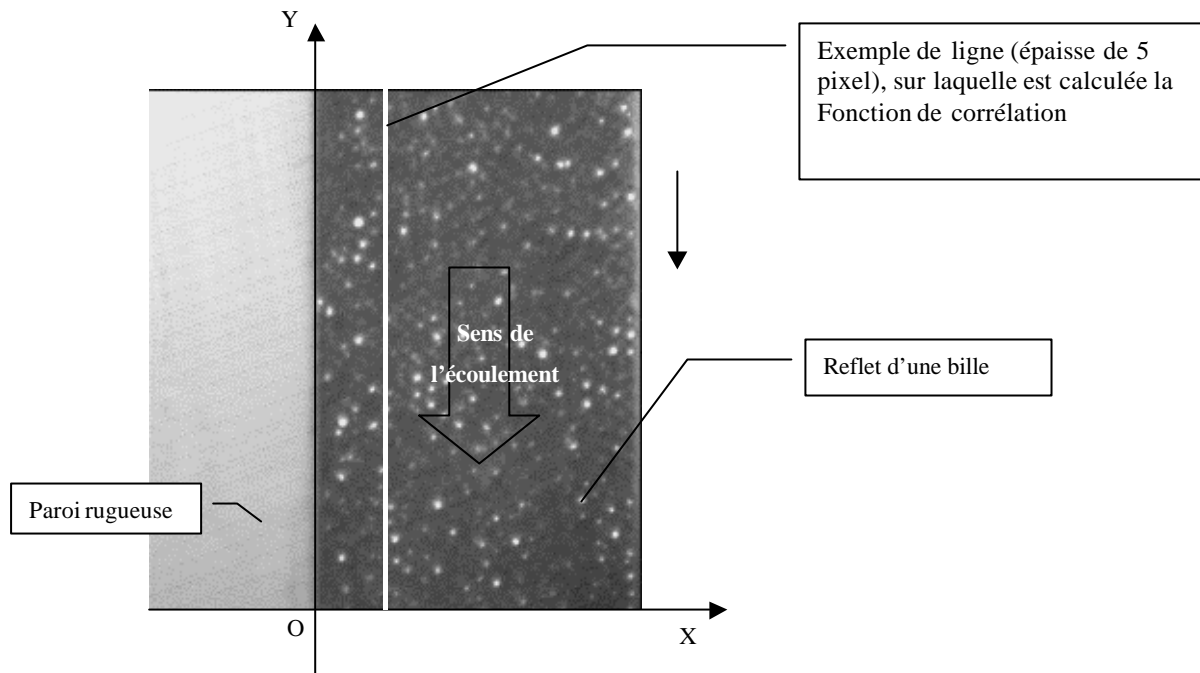 Y
Exemple de ligne (épaisse de 5
pixel), sur laquelle est calculée la
Fonction de corrélation
Sens de
l'écoulement
Reflet d'une bille
Paroi rugueuse
O
X